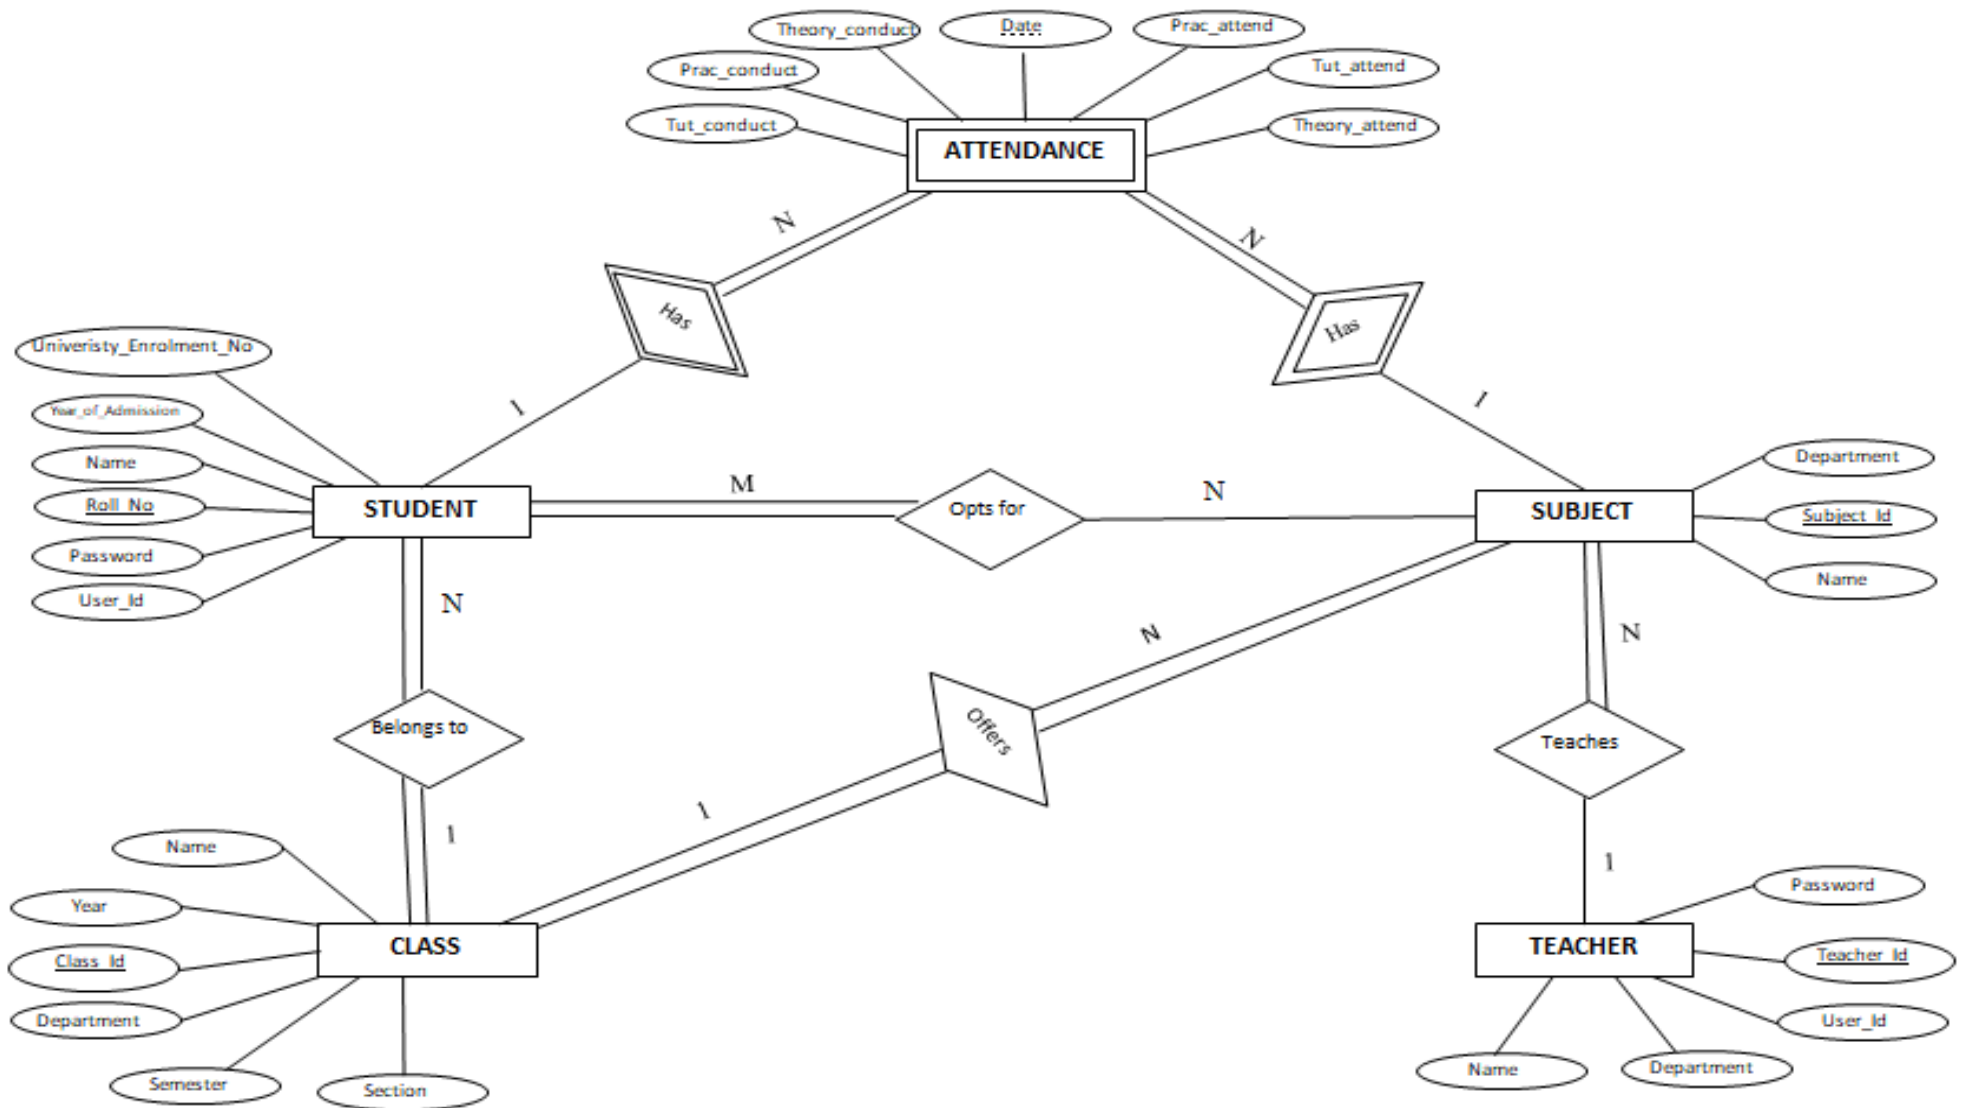 Theory_conduct
Date
Prac_attend
Prac_conduct
Tut_attend
Tut_conduct
Theory_attend
ATTENDANCE
N
N
Has
Has
Univeristy_Enrolment_No
1
1
Year_of_Admission
Name
Roll_No
Password
User_Id
STUDENT
M
Opts for
N
SUBJECT
Department
Subject_Id
Name
N
N
N
Belongs to
Offers
Teaches
1
1
1
Name
Year
Class_Id
Department
Semester
Section
CLASS
TEACHER
Password
Teacher_Id
User_Id
Name
Department